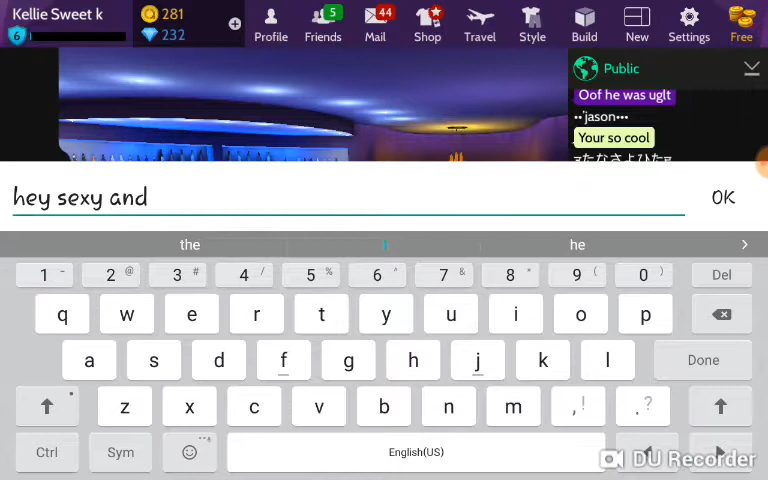 Kellie Sweet k
6
281
232
Profile
5
Friends
44
Mail
Shop
Travel
Style
Build
New
Settings
Free
Public
Oof he was uglt
••˝jason•••
Your so cool
hey sexy and
OK
the I he
1 - 2 @ 3 # 4 / 5 % 6 ^ 7 & 8 * 9 ( 0 ) Del
q w e r t y u i o p
a s d f g h j k l Done
z x c v b n m , ! . ?
Ctrl Sym English(US)
DU Recorder